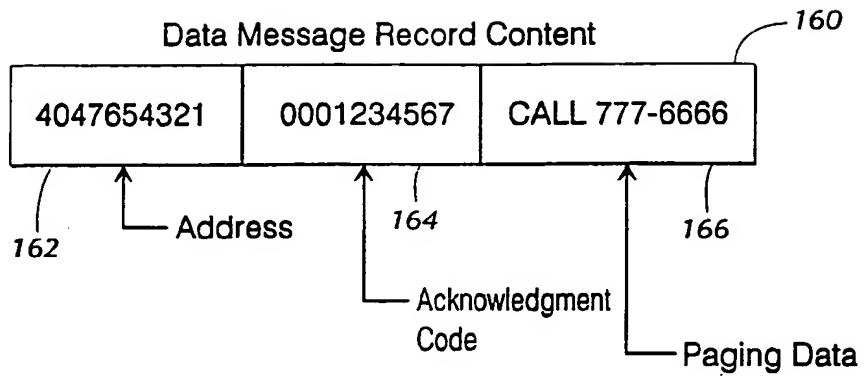 160
Data Message Record Content
4047654321 0001234567 CALL 777-6666
162 Address 164 166
Acknowledgment
Code
Paging Data